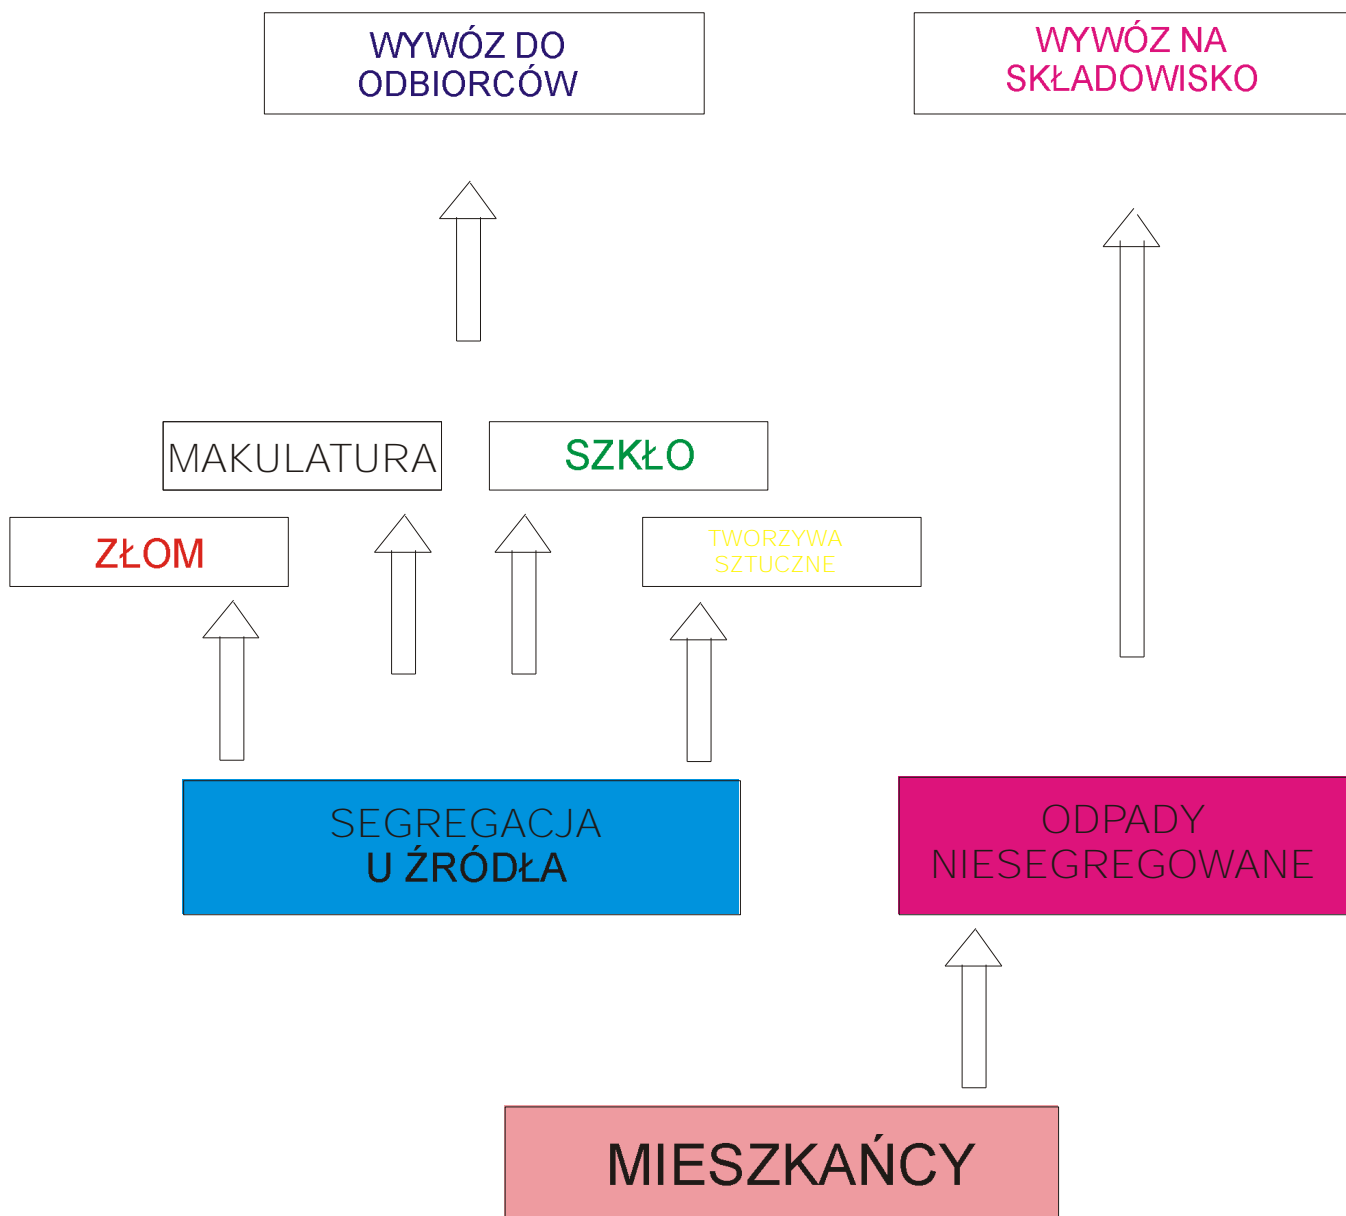 WYWÓZ DO
ODBIORCÓW
WYWÓZ NA
SKŁADOWISKO
MAKULATURA
SZKŁO
ZŁOM
TWORZYWA
SZTUCZNE
SEGREGACJA
U ŹRÓDŁA
ODPADY
NIESEGREGOWANE
MIESZKAŃCY